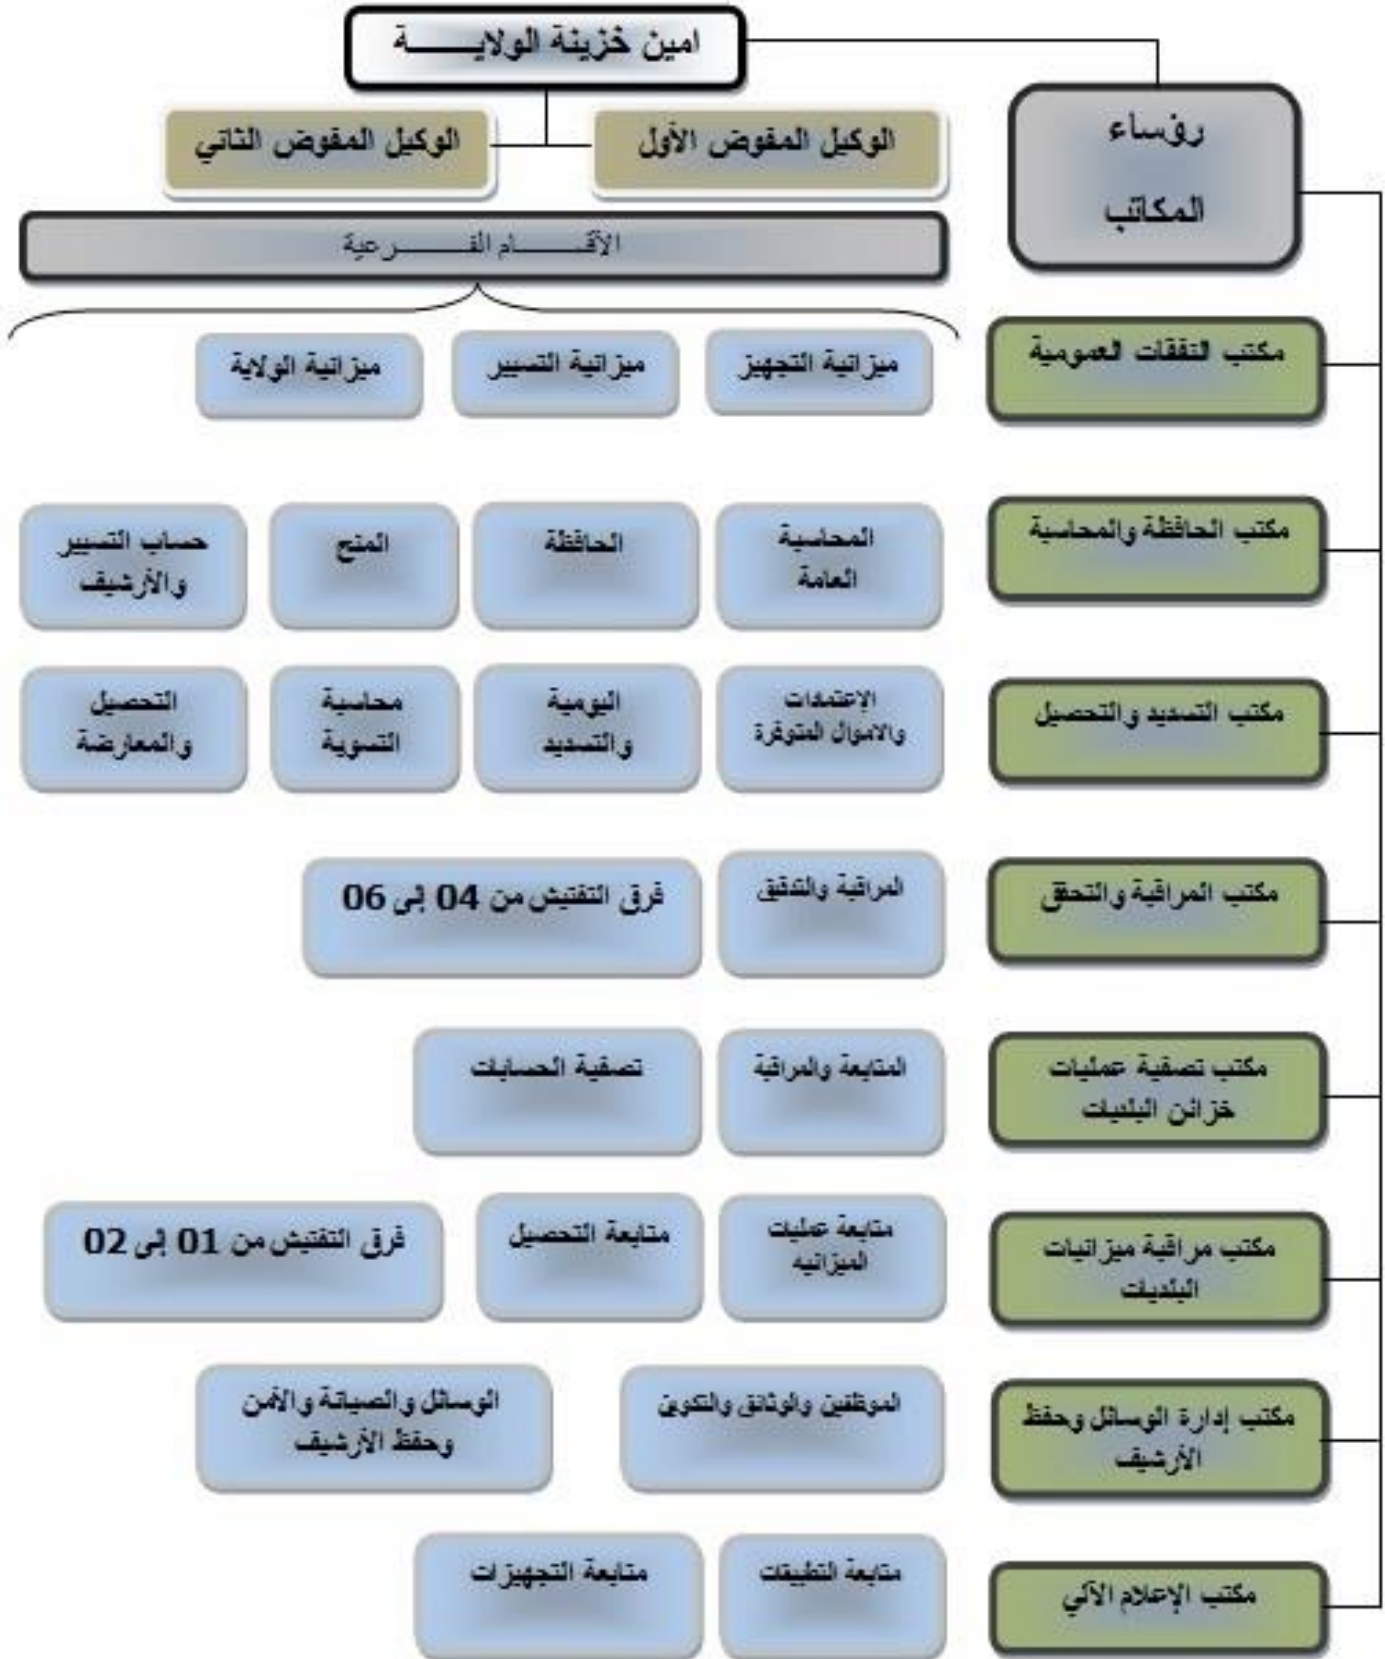 امين خزينة الولايــــــة
رؤساء
المكاتب
الوكيل المفوض الأول
الوكيل المفوض الثاني
الأقـــــــام الفـــــــرعية
مكتب النفقات العمومية
ميزانية التجهيز
ميزانية التسيير
ميزانية الولاية
مكتب الحافظة والمحاسبة
المحاسبة
العامة
الحافظة
المنح
حساب التسيير
والأرشيف
مكتب التسديد والتحصيل
الإعتمادات
والاموال المتوفرة
اليومية
والتسديد
محاسبة
التسوية
التحصيل
والمعارضة
مكتب المراقبة والتحقق
المراقبة والتدقيق
فرق التفتيش من 04 إلى 06
مكتب تصفية عمليات
خزائن البلديات
المتابعة والمراقبة
تصفية الحسابات
مكتب مراقبة ميزانيات
البلديات
متابعة عمليات
الميزانيه
متابعة التحصيل
فرق التفتيش من 01 إلى 02
مكتب إدارة الوسائل وحفظ
الأرشيف
الموظفين والوثائق والتكوين
الوسائل والصيانة والأمن
وحفظ الأرشيف
مكتب الإعلام الآلي
متابعة التطبيقات
متابعة التجهيزات